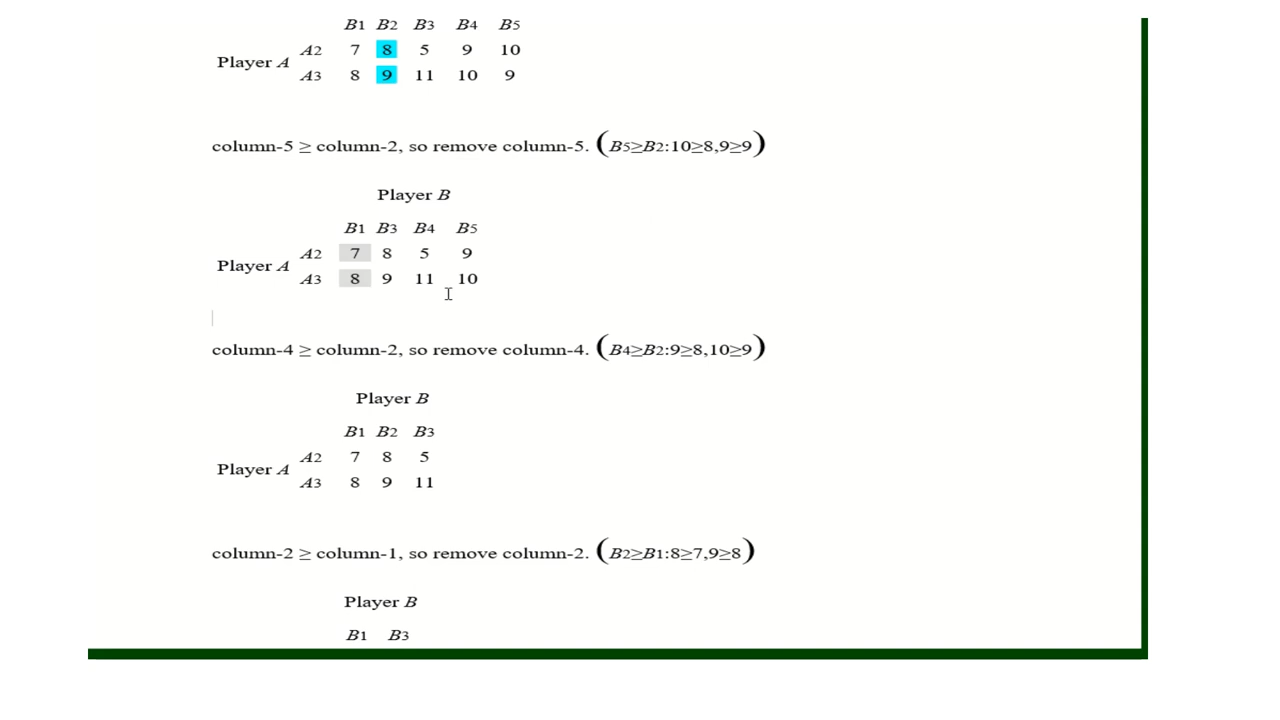 B1 B2 B3 B4 B5
Player A A2 7 8 5 9 10
A3 8 9 11 10 9
column-5 ≥ column-2, so remove column-5. (B5≥B2:10≥8,9≥9)
Player B
B1 B3 B4 B5
Player A A2 7 8 5 9
A3 8 9 11 10
column-4 ≥ column-2, so remove column-4. (B4≥B2:9≥8,10≥9)
Player B
B1 B2 B3
Player A A2 7 8 5
A3 8 9 11
column-2 ≥ column-1, so remove column-2. (B2≥B1:8≥7,9≥8)
Player B
B1 B3